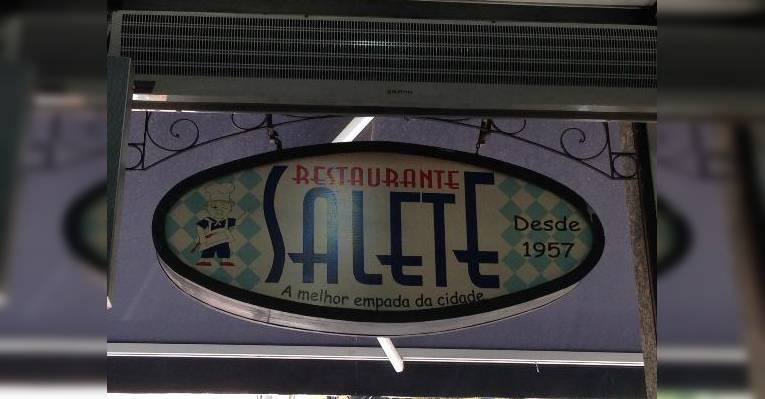 RESTAURANTE
SALETE
Desde
1957
A melhor empada da cidade